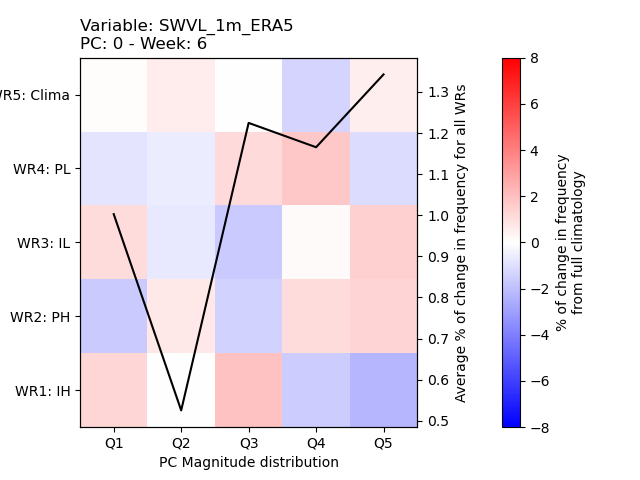 Variable: SWVL_1m_ERA5
PC: 0 - Week: 6
WR5: Clima
WR4: PL
WR3: IL
WR2: PH
WR1: IH
Q1 Q2 Q3 Q4 Q5
PC Magnitude distribution
1.3
1.2
1.1
1.0
0.9
0.8
0.7
0.6
0.5
Average % of change in frequency for all WRs
8
6
4
2
0
−2
−4
−6
−8
% of change in frequency
from full climatology